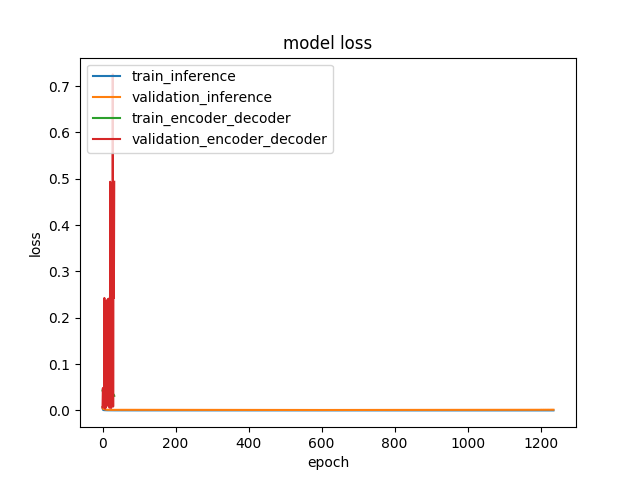 model loss
train_inference
validation_inference
train_encoder_decoder
validation_encoder_decoder
0.7
0.6
0.5
0.4
0.3
0.2
0.1
0.0
loss
0 200 400 600 800 1000 1200
epoch